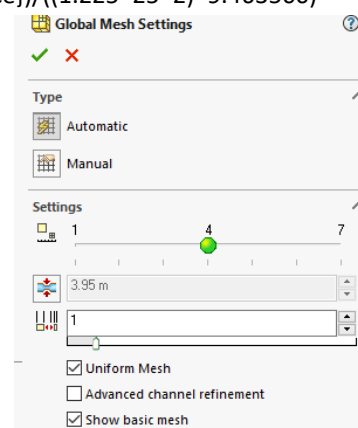 Global Mesh Settings
Type
Automatic
Manual
Settings
1 4 7
3.95 m
1
Uniform Mesh
Advanced channel refinement
Show basic mesh